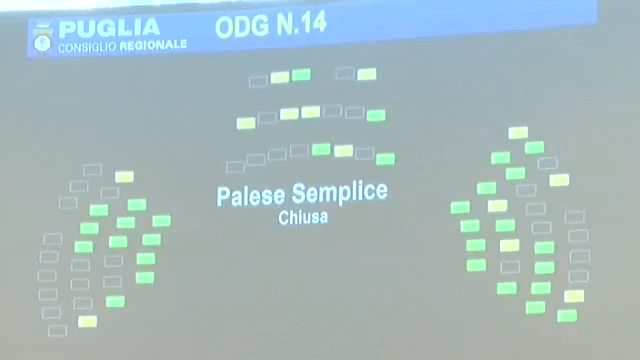 PUGLIA
CONSIGLIO REGIONALE
ODG N.14
Palese Semplice
Chiusa